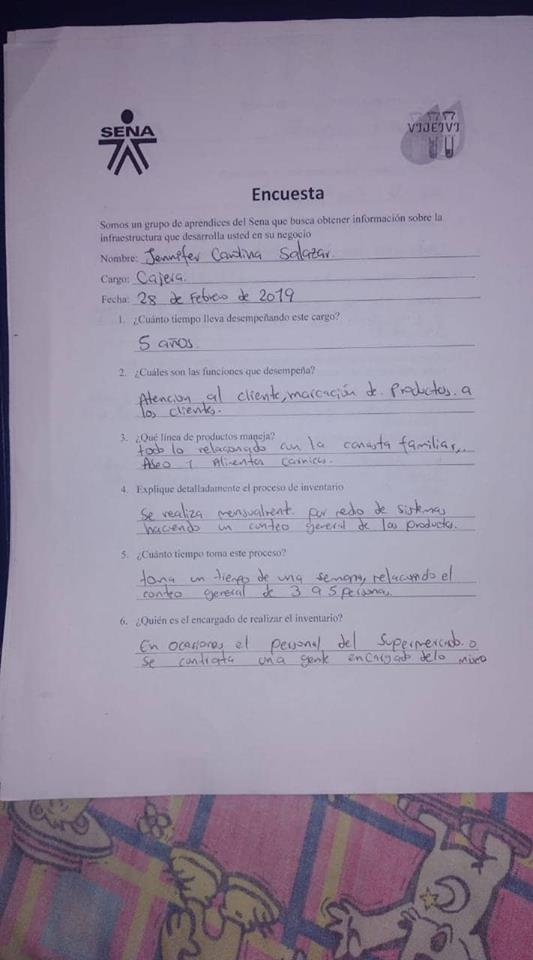 SENA
VIJEIVI
Encuesta
Somos un grupo de aprendices del Sena que busca obtener información sobre la
infraestructura que desarrolla usted en su negocio
Nombre: Jennifer Carolina Salazar.
Cargo: Cajera.
Fecha: 28 de Febrero de 2019
1. ¿Cuánto tiempo lleva desempeñando este cargo?
5 años.
2. ¿Cuáles son las funciones que desempeña?
Atención al cliente, marcación de Productos. a
los clientes.
3. ¿Qué línea de productos maneja?
todo lo relacionado con la canasta familiar,
Aseo y Alimentos Carnicos.
4. Explique detalladamente el proceso de inventario
Se realiza mensualment. por medio de sistemas
haciendo un conteo general de los productos.
5. ¿Cuánto tiempo toma este proceso?
toma un tiempo de una semana, el
conteo general de 3 a 5 personas.
6. ¿Quién es el encargado de realizar el inventario?
En ocasiones el personal del Supermercado. o
Se contrata una gente encargado delo mismo